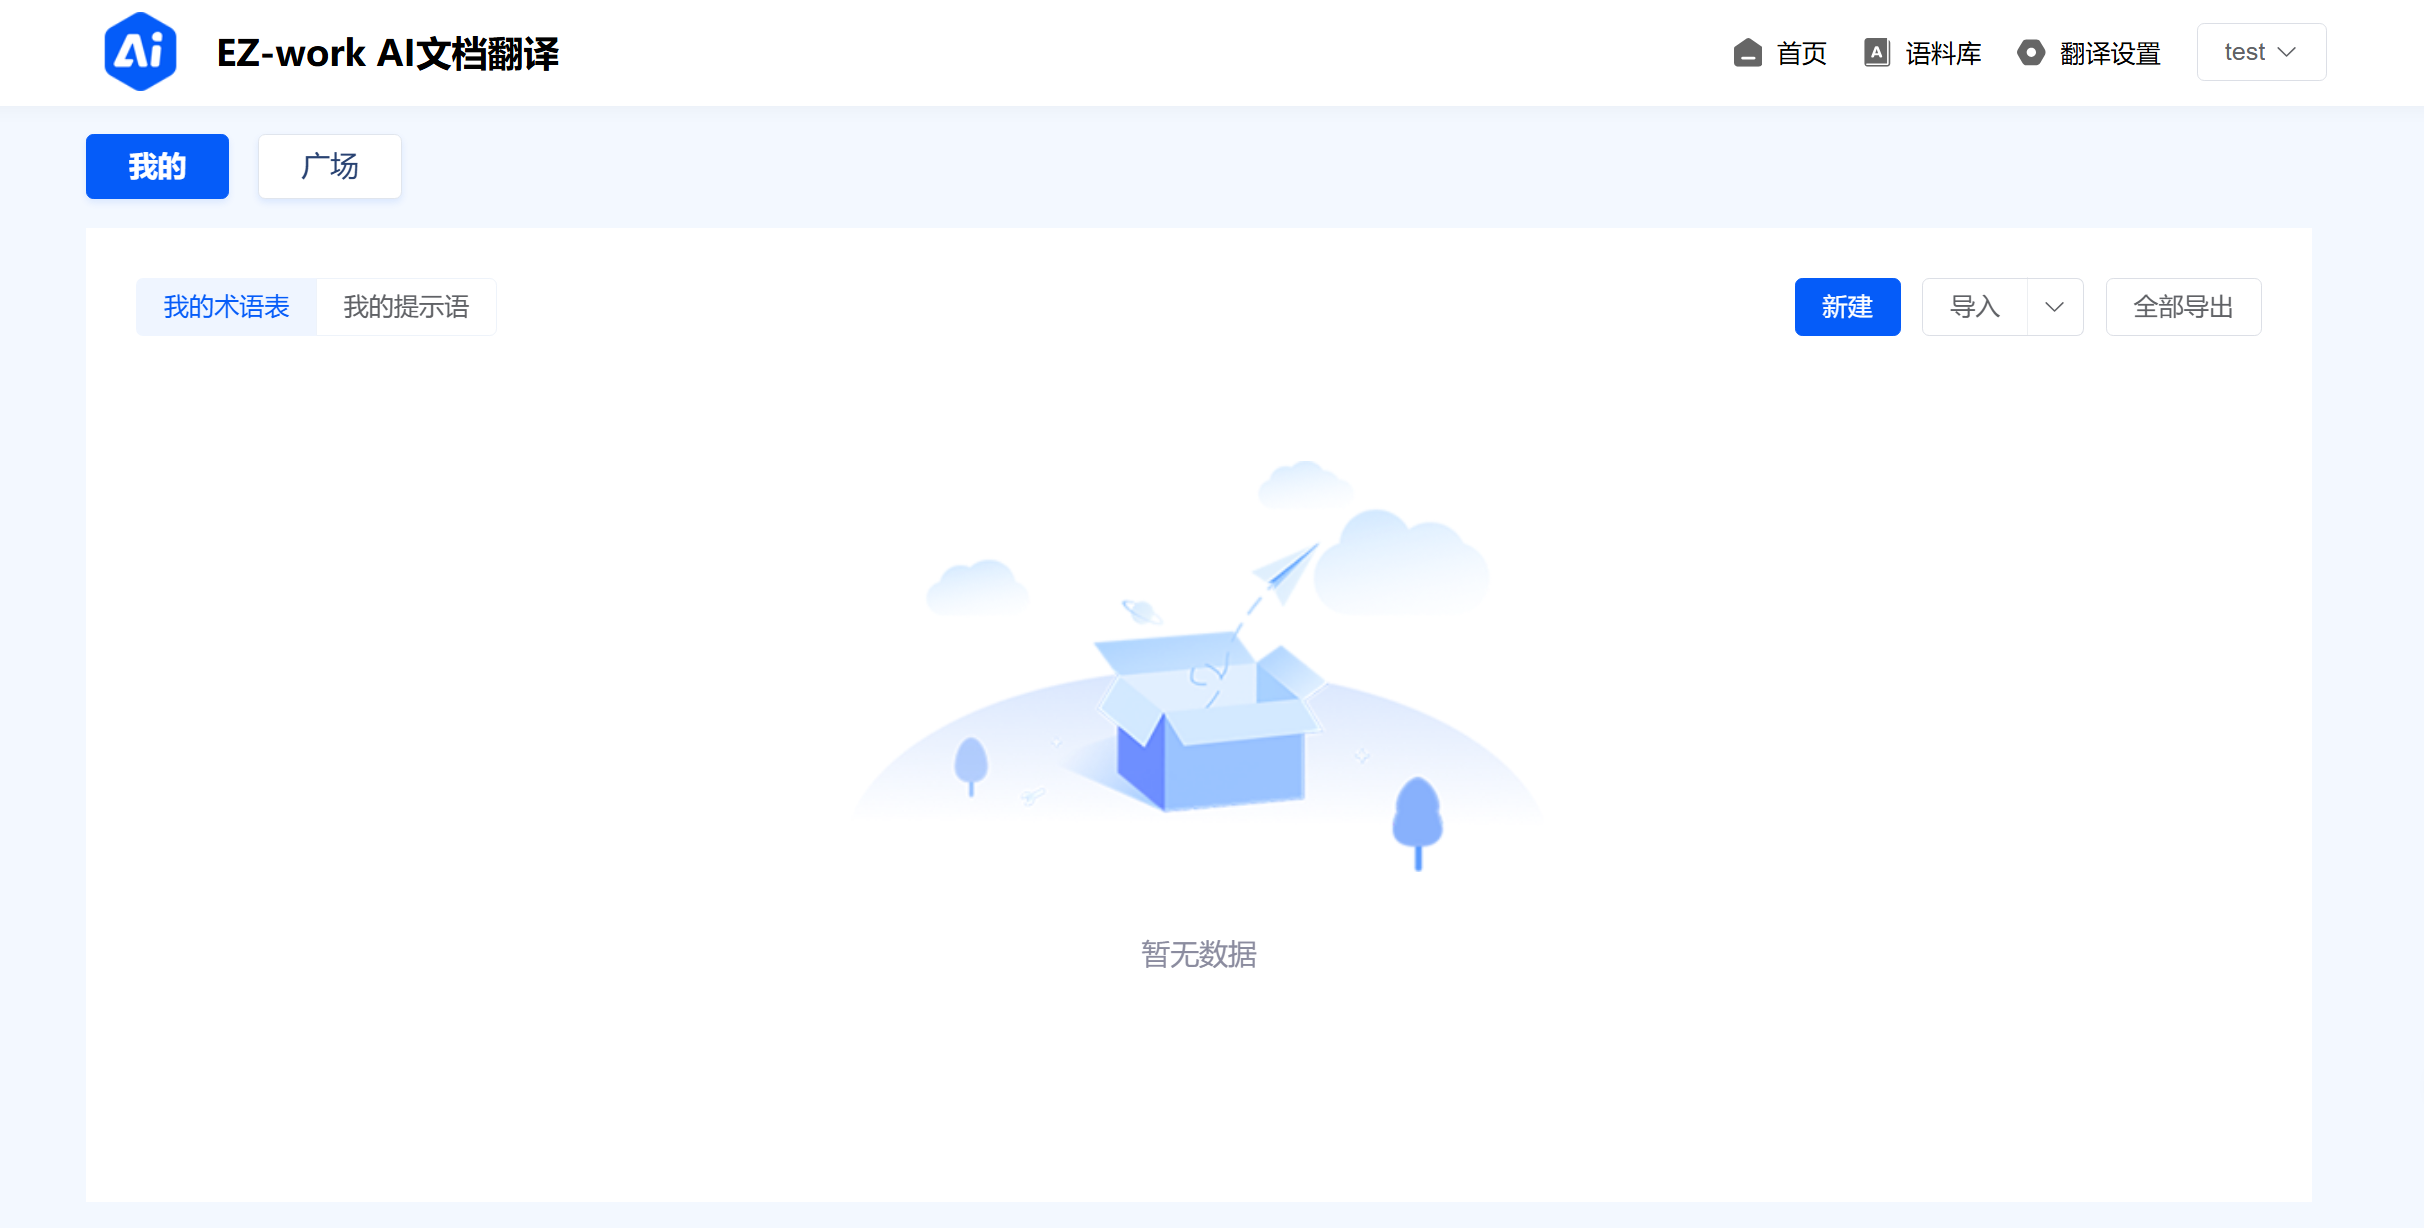 Ai
EZ-work AI文档翻译
首页
A
语料库
翻译设置
test
我的
广场
我的术语表
我的提示语
新建
导入
全部导出
暂无数据